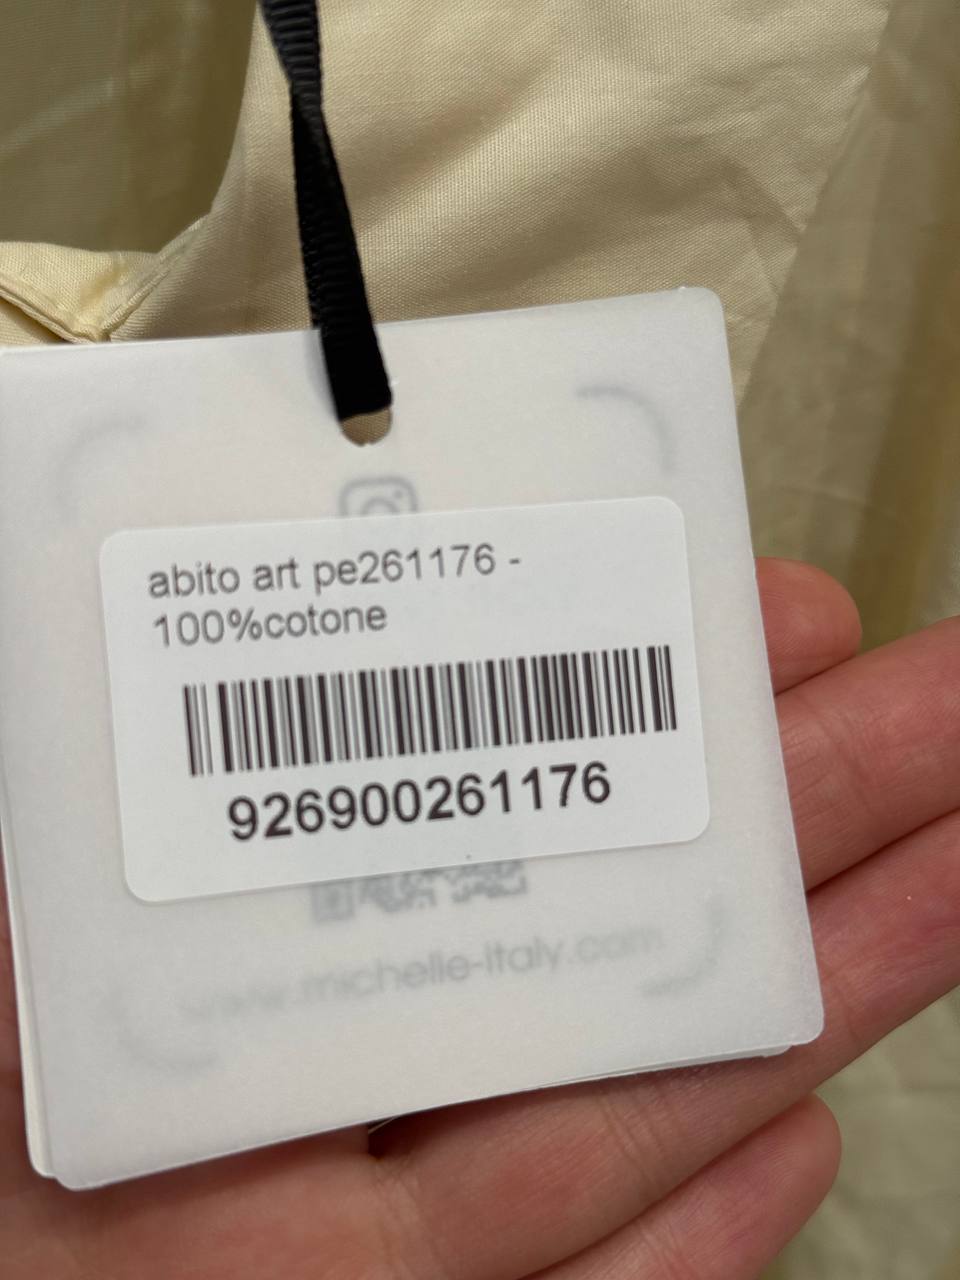 abito art pe261176 -
100%cotone
926900261176
www.michelle-italy.com